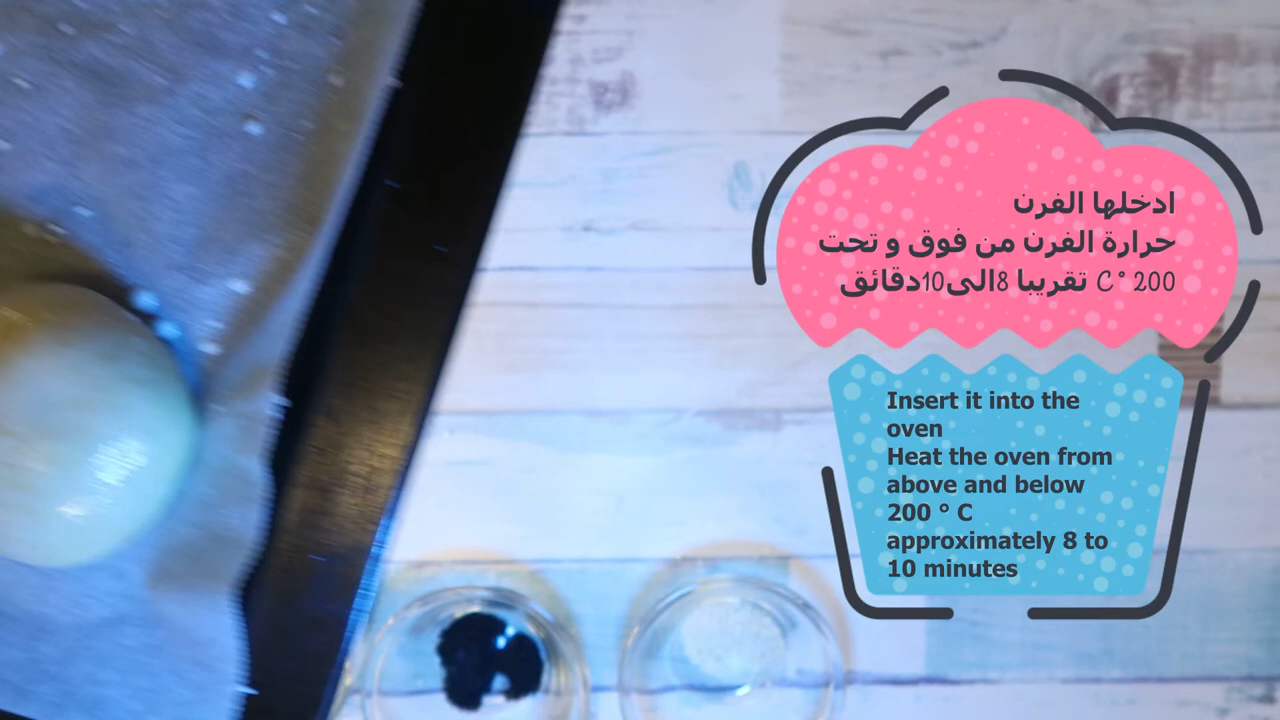 ادخلها الفرن
حرارة الفرن من فوق و تحت
200 °C تقريبا 8الى10دقائق
Insert it into the
oven
Heat the oven from
above and below
200 ° C
approximately 8 to
10 minutes